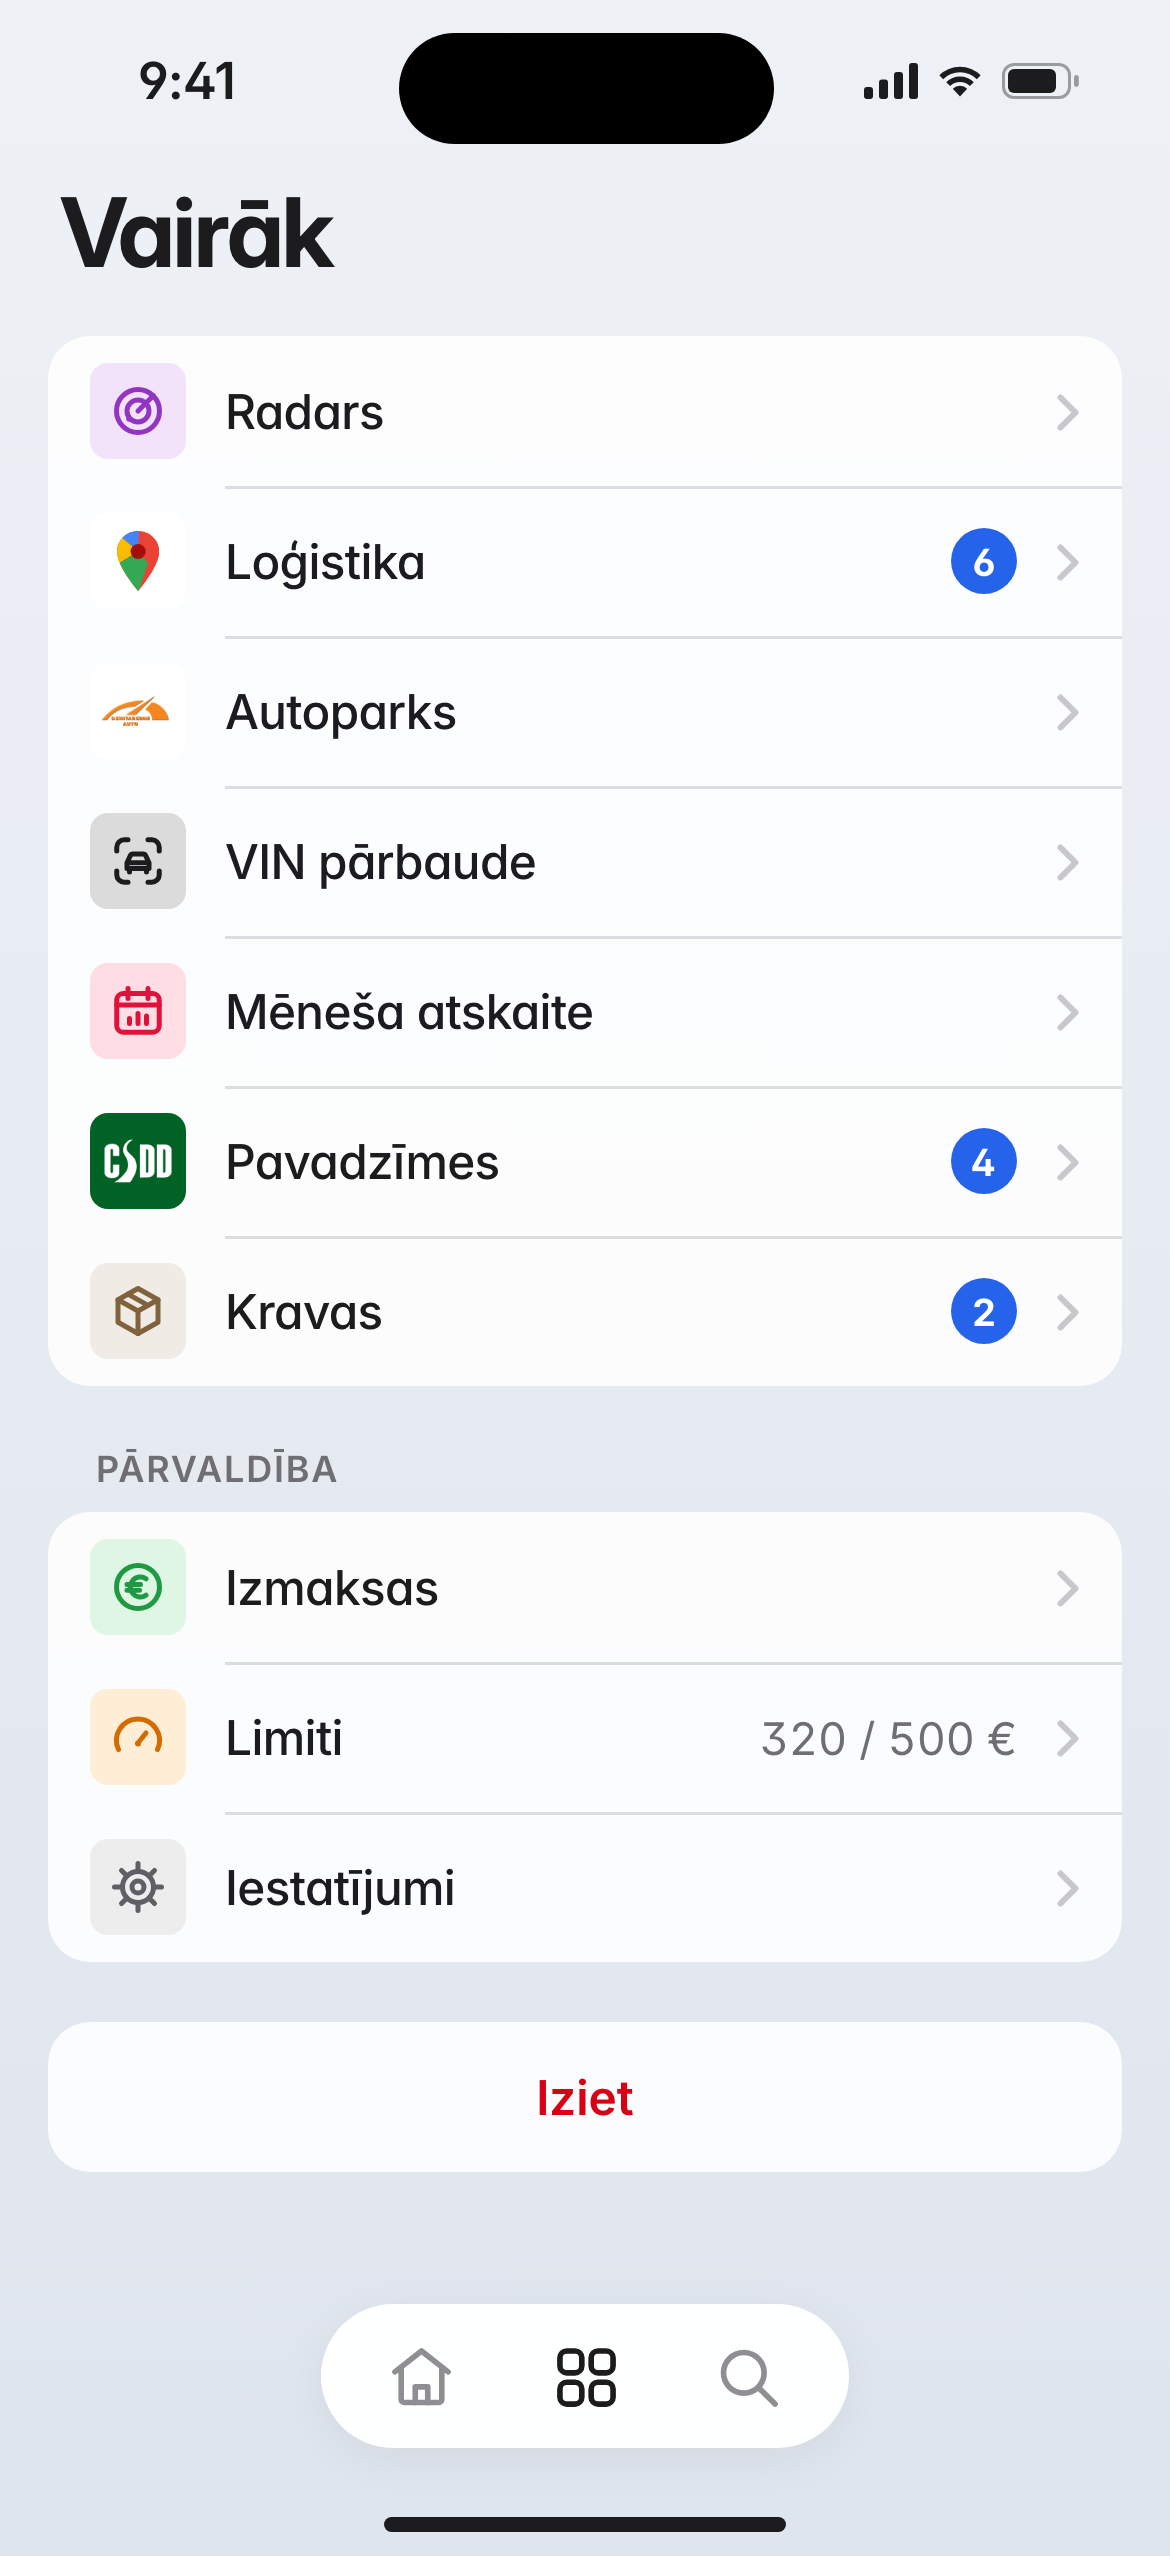 9:41
Vairāk
Radars
Loģistika
6
Autoparks
AUTO
VIN pārbaude
Mēneša atskaite
CSDD
Pavadzīmes
4
Kravas
2
PĀRVALDĪBA
Izmaksas
Limiti
320 / 500 €
Iestatījumi
Iziet